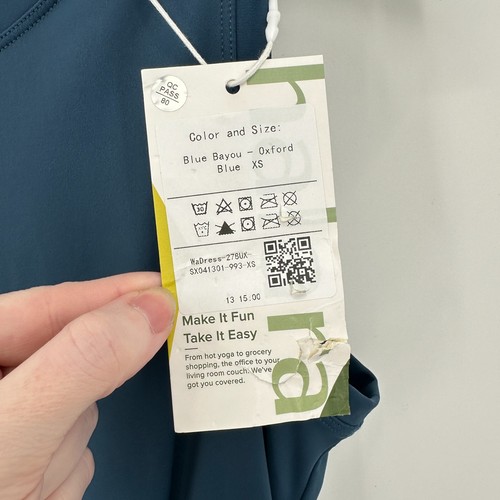 QC
PASS
80
Color and Size:
Blue Bayou - Oxford
Blue XS
30
WaDress-278UX-
SX041301-993-XS
13 15:00
Make It Fun
Take It Easy
From hot yoga to grocery
shopping, the office to your
living room couch. We've
got you covered.